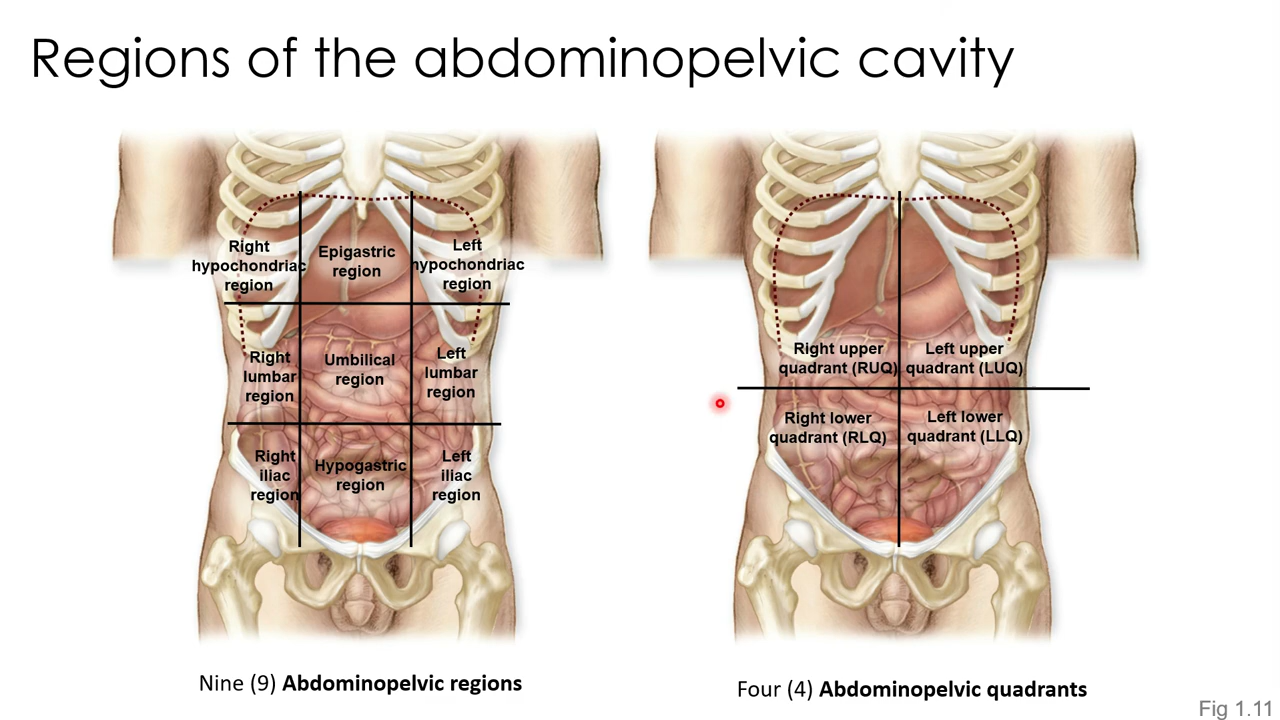 Regions of the abdominopelvic cavity
Right
hypochondriac
region
Epigastric
region
Left
hypochondriac
region
Right
lumbar
region
Umbilical
region
Left
lumbar
region
Right
iliac
region
Hypogastric
region
Left
iliac
region
Nine (9) Abdominopelvic regions
Right upper
quadrant (RUQ)
Left upper
quadrant (LUQ)
Right lower
quadrant (RLQ)
Left lower
quadrant (LLQ)
Four (4) Abdominopelvic quadrants
Fig 1.11